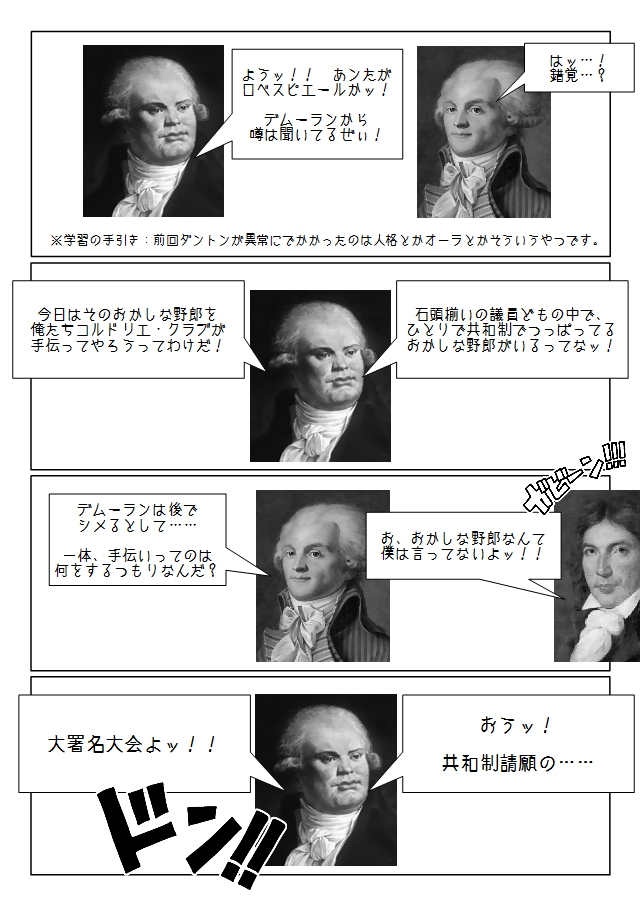 はッ…！
錯覚…？
ようッ！！　あンたが
ロベスピエールかッ！
デムーランから
噂は聞いてるぜぃ！
※学習の手引き：前回ダントンが異常にでかかったのは人格とかオーラとかそういうやつです。
石頭揃いの議員どもの中で、
ひとりで共和制でつっぱってる
おかしな野郎がいるってなッ！
今日はそのおかしな野郎を
俺たちコルドリエ・クラブが
手伝ってやろうってわけだ！
ガビーン!!!
お、おかしな野郎なんて
僕は言ってないよッ！！
デムーランは後で
シメるとして……
一体、手伝いってのは
何をするつもりなんだ？
おうッ！
共和制請願の……
大署名大会よッ！！
ドン!!